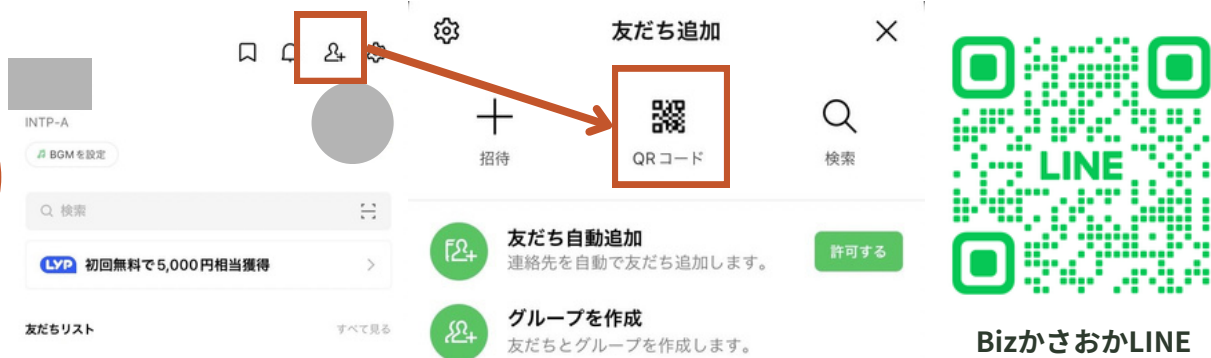 INTP-A
BGMを設定
検索
LYP 初回無料で5,000円相当獲得
友だちリスト
すべて見る
友だち追加
招待
QRコード
検索
友だち自動追加
連絡先を自動で友だち追加します。
許可する
グループを作成
友だちとグループを作成します。
LINE
BizかさおかLINE